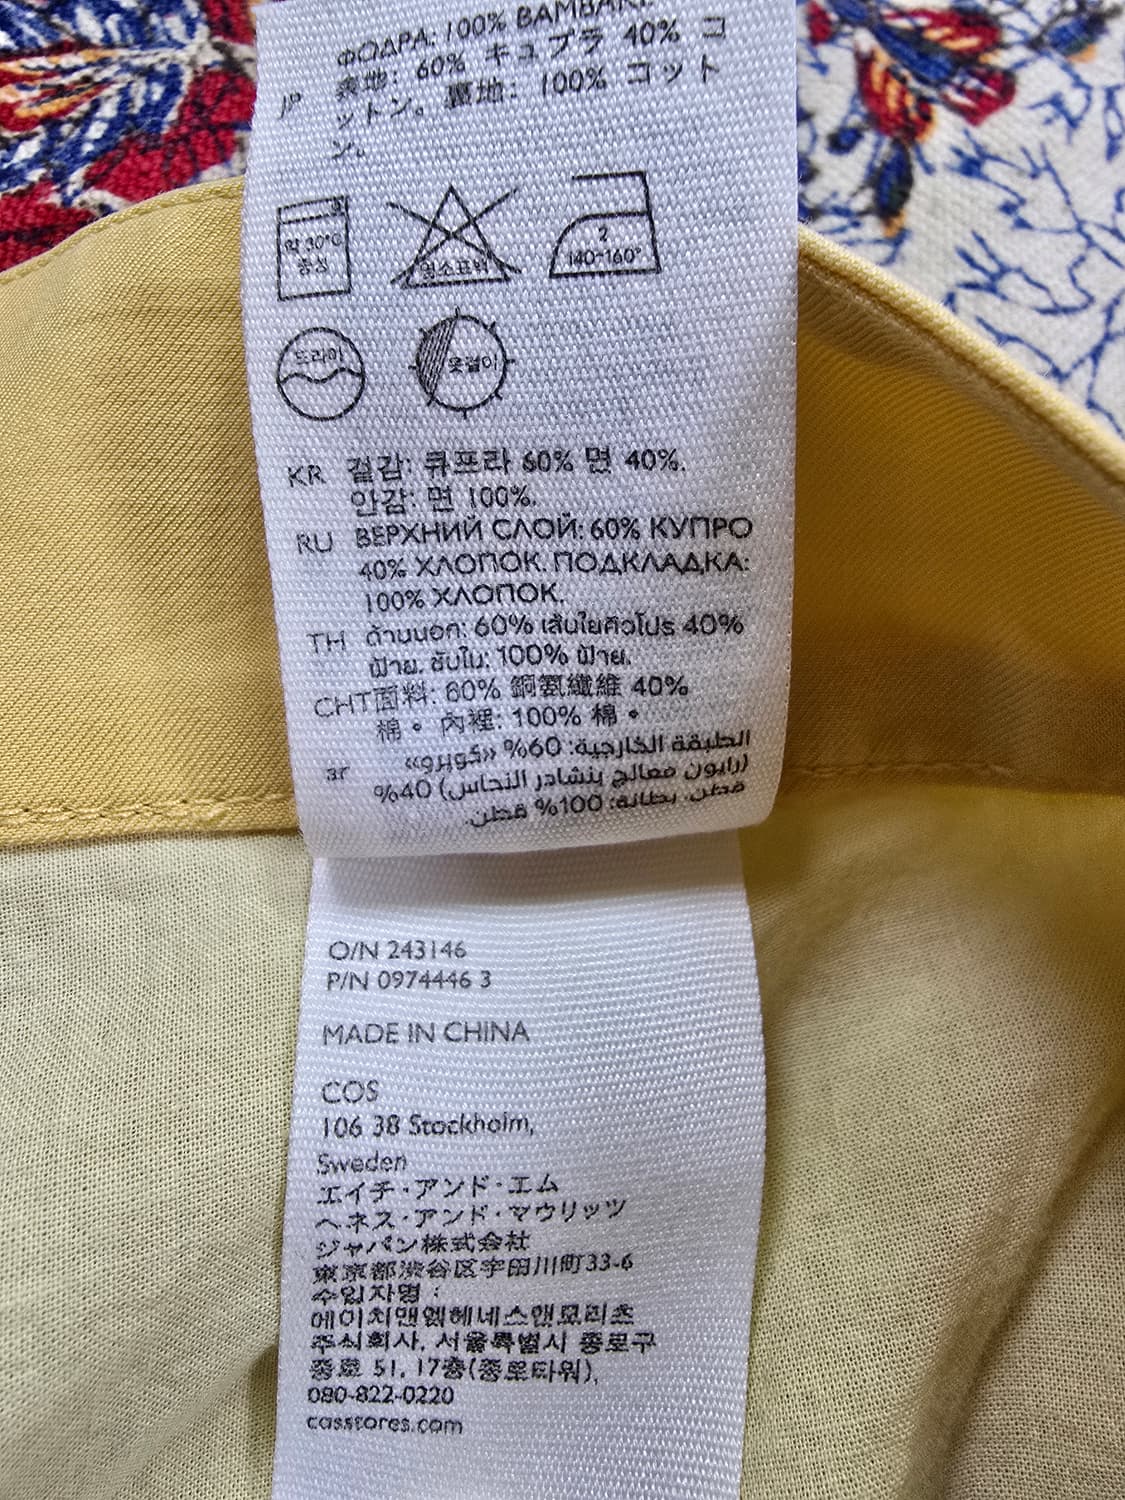 ΦΟΔΡΑ: 100% ΒΑΜΒΑΚΙ.
JP 表地: 60% キュプラ 40% コ
ットン。裏地: 100% コット
ン。
약 30°C
중성
염소표백
2
140~160°
드라이
옷걸이
KR 겉감: 큐프라 60% 면 40%.
안감: 면 100%.
RU ВЕРХНИЙ СЛОЙ: 60% КУПРО
40% ХЛОПОК. ПОДКЛАДКА:
100% ХЛОПОК.
TH ด้านนอก: 60% เส้นใยคิวโปร 40%
ฝ้าย. ซับใน: 100% ฝ้าย.
CHT 面料: 60% 銅氨纖維 40%
棉。內裡: 100% 棉。
ar الطبقة الخارجية: 60% «كوبرو»
(رايون معالج بنشادر النحاس) 40%
قطن. بطانة: 100% قطن.
O/N 243146
P/N 0974446 3
MADE IN CHINA
COS
106 38 Stockholm,
Sweden
エイチ・アンド・エム
ヘネス・アンド・マウリッツ
ジャパン株式会社
東京都渋谷区宇田川町33-6
수입자명 :
에이치앤엠헤네스앤모리츠
주식회사, 서울특별시 종로구
종로 51, 17층(종로타워),
080-822-0220
cosstores.com